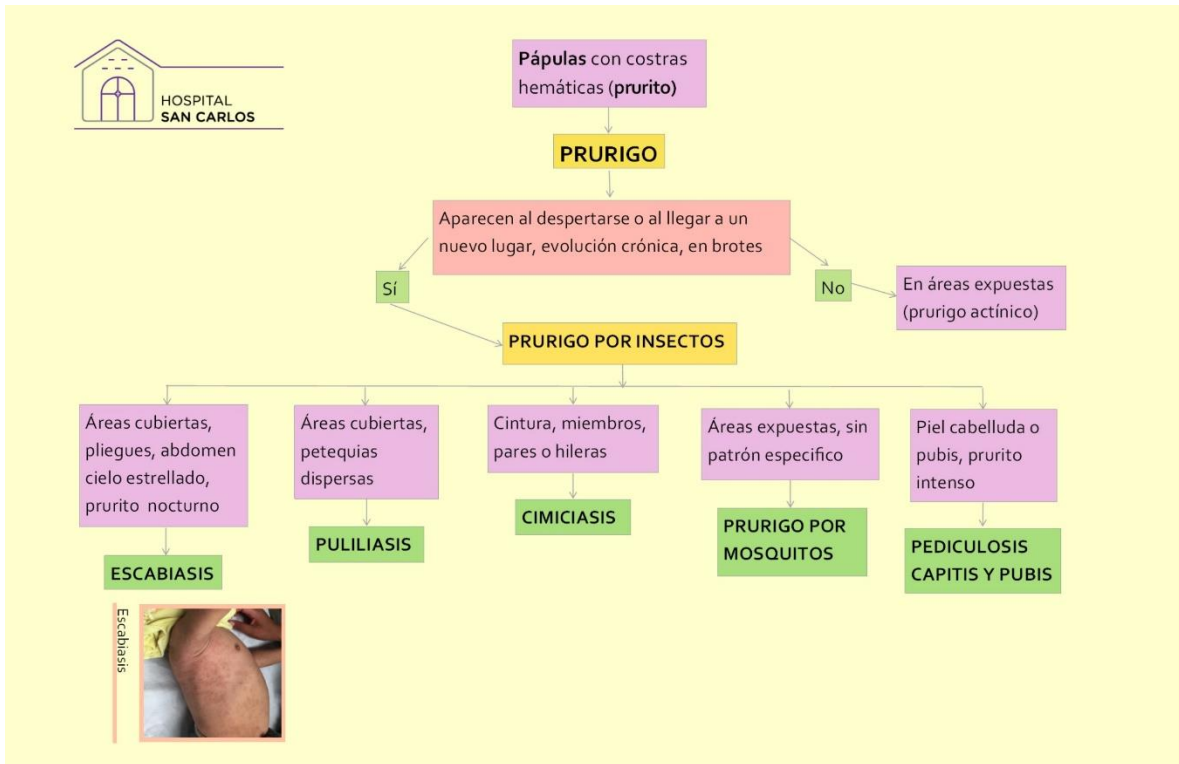 HOSPITAL
SAN CARLOS
Pápulas con costras
hemáticas (prurito)
PRURIGO
Aparecen al despertarse o al llegar a un
nuevo lugar, evolución crónica, en brotes
Sí
No
En áreas expuestas
(prurigo actínico)
PRURIGO POR INSECTOS
Áreas cubiertas,
pliegues, abdomen
cielo estrellado,
prurito nocturno
ESCABIASIS
Áreas cubiertas,
petequias
dispersas
PULILIASIS
Cintura, miembros,
pares o hileras
CIMICIASIS
Áreas expuestas, sin
patrón especifico
PRURIGO POR
MOSQUITOS
Piel cabelluda o
pubis, prurito
intenso
PEDICULOSIS
CAPITIS Y PUBIS
Escabiasis